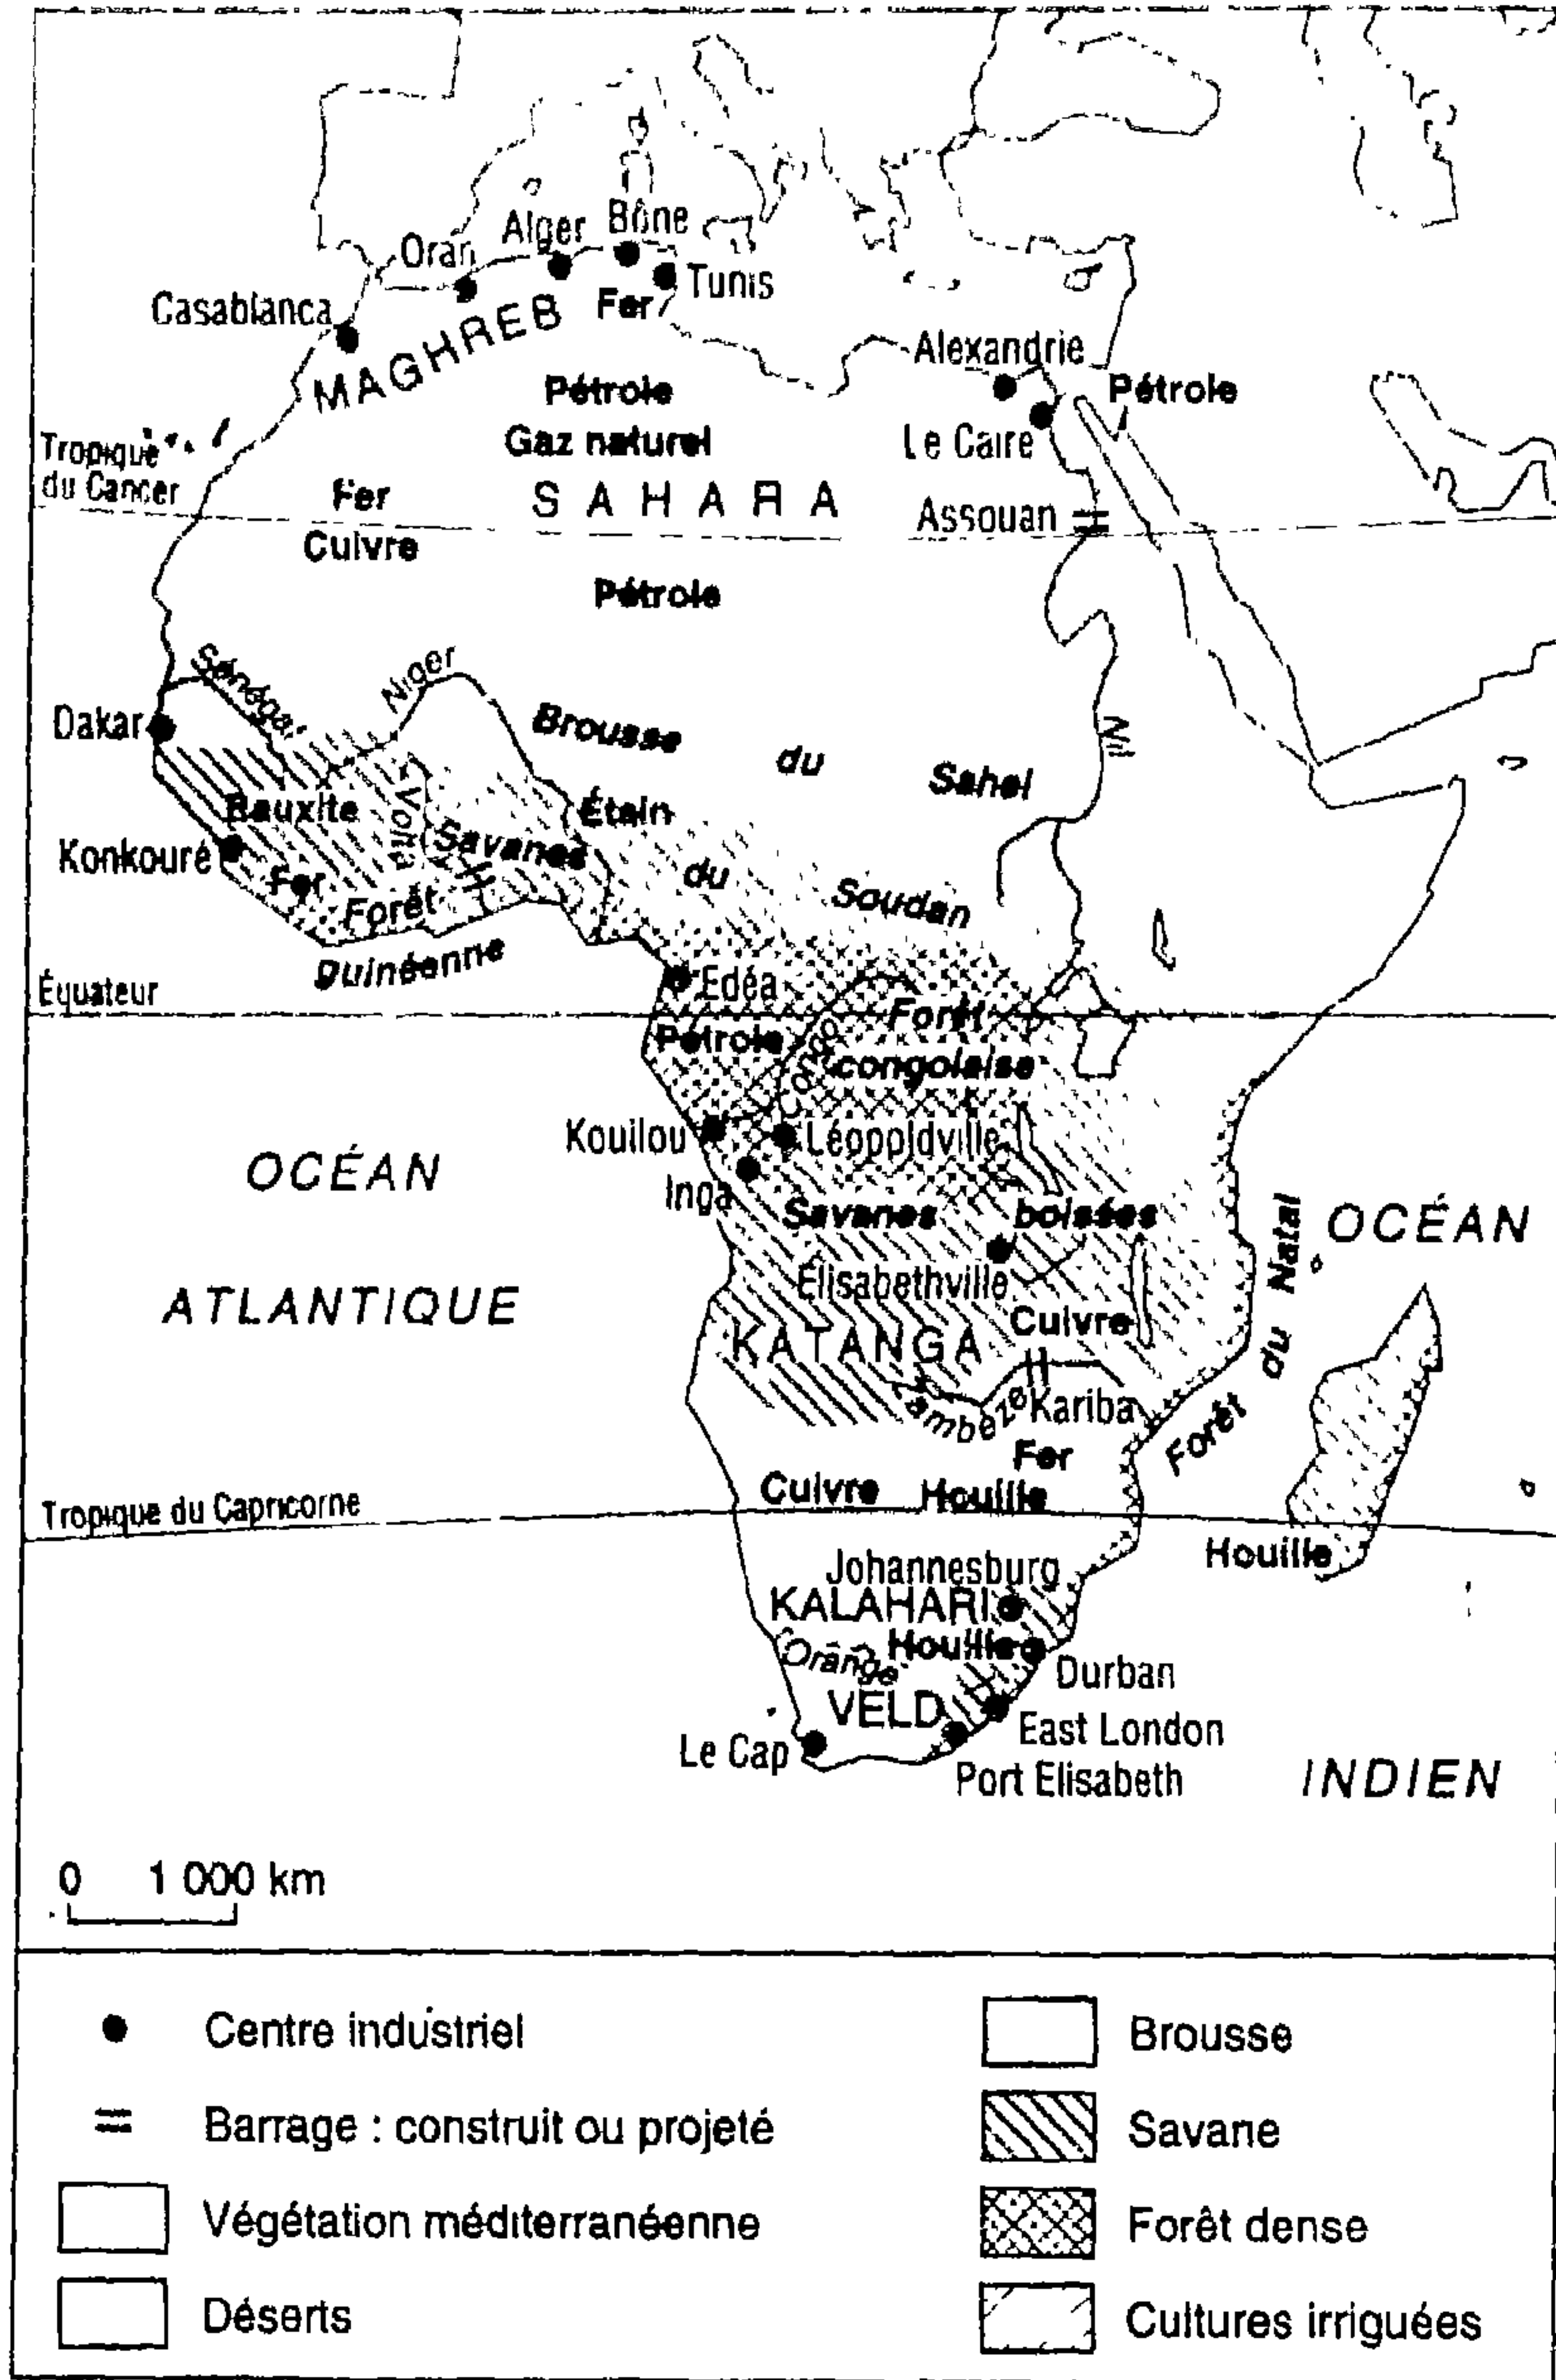 Alger
Bône
Oran
Tunis
Casablanca
Fer
MAGHREB
Alexandrie
Pétrole
Pétrole
Gaz naturel
Le Caire
Tropique
du Cancer
Fer
SAHARA
Assouan
Cuivre
Pétrole
Sénégal
Niger
Dakar
Brousse
du
Sahel
Nil
Bauxite
Volta
Étain
Konkouré
Savanes
du
Soudan
Fer
Forêt
Guinéenne
Édéa
Équateur
Forêt
Pétrole
Congo
congolaise
Kouilou
Léopoldville
OCÉAN
Inga
Savanes boisées
OCÉAN
Élisabethville
Forêt du Natal
ATLANTIQUE
Cuivre
KATANGA
Zambèze
Kariba
Fer
Cuivre
Houille
Tropique du Capricorne
Houille
Johannesburg
KALAHARI
Houille
Orange
Durban
VELD
East London
Le Cap
Port Elisabeth
INDIEN
0 1 000 km
Centre industriel
Barrage : construit ou projeté
Végétation méditerranéenne
Déserts
Brousse
Savane
Forêt dense
Cultures irriguées